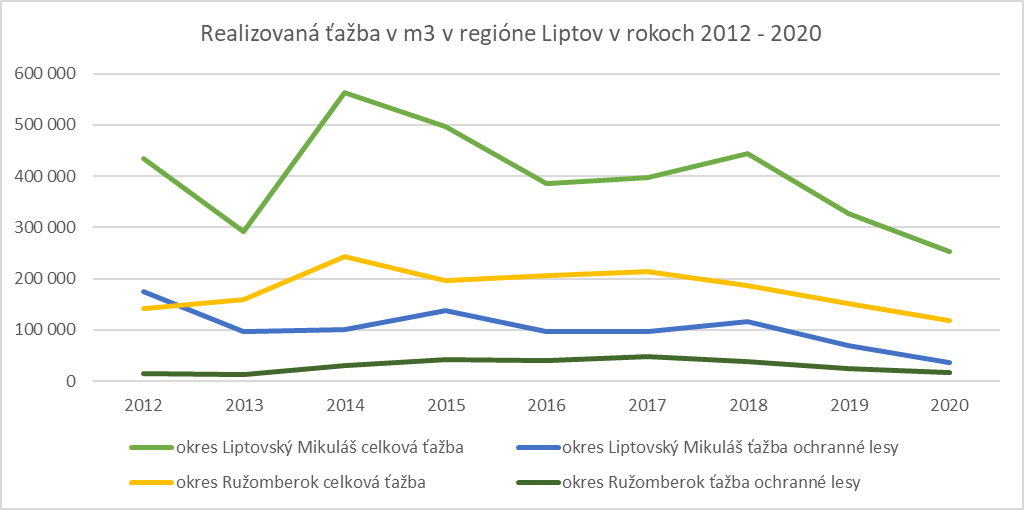 Realizovaná ťažba v m3 v regióne Liptov v rokoch 2012 - 2020
600 000
500 000
400 000
300 000
200 000
100 000
0
2012 2013 2014 2015 2016 2017 2018 2019 2020
okres Liptovský Mikuláš celková ťažba okres Liptovský Mikuláš ťažba ochranné lesy
okres Ružomberok celková ťažba okres Ružomberok ťažba ochranné lesy